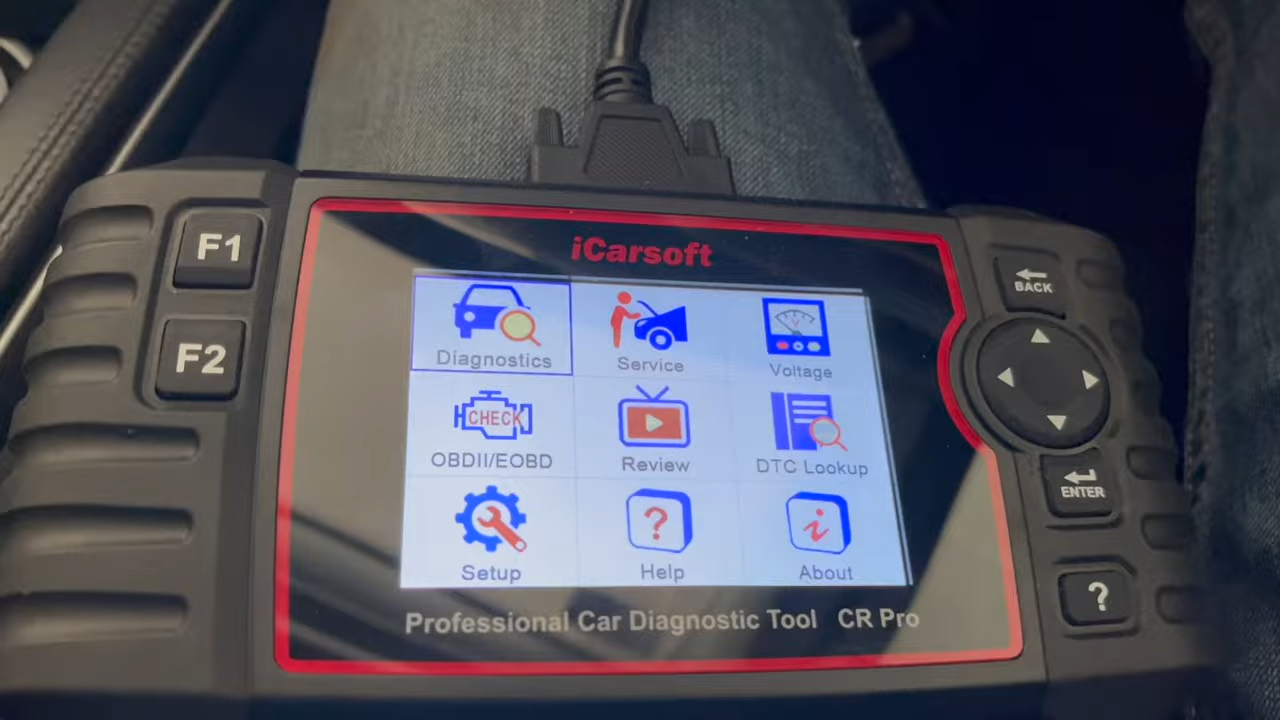 iCarsoft
F1
F2
BACK
Diagnostics
Service
Voltage
CHECK
OBDII/EOBD
Review
DTC Lookup
ENTER
?
i
Setup
Help
About
?
Professional Car Diagnostic Tool CR Pro